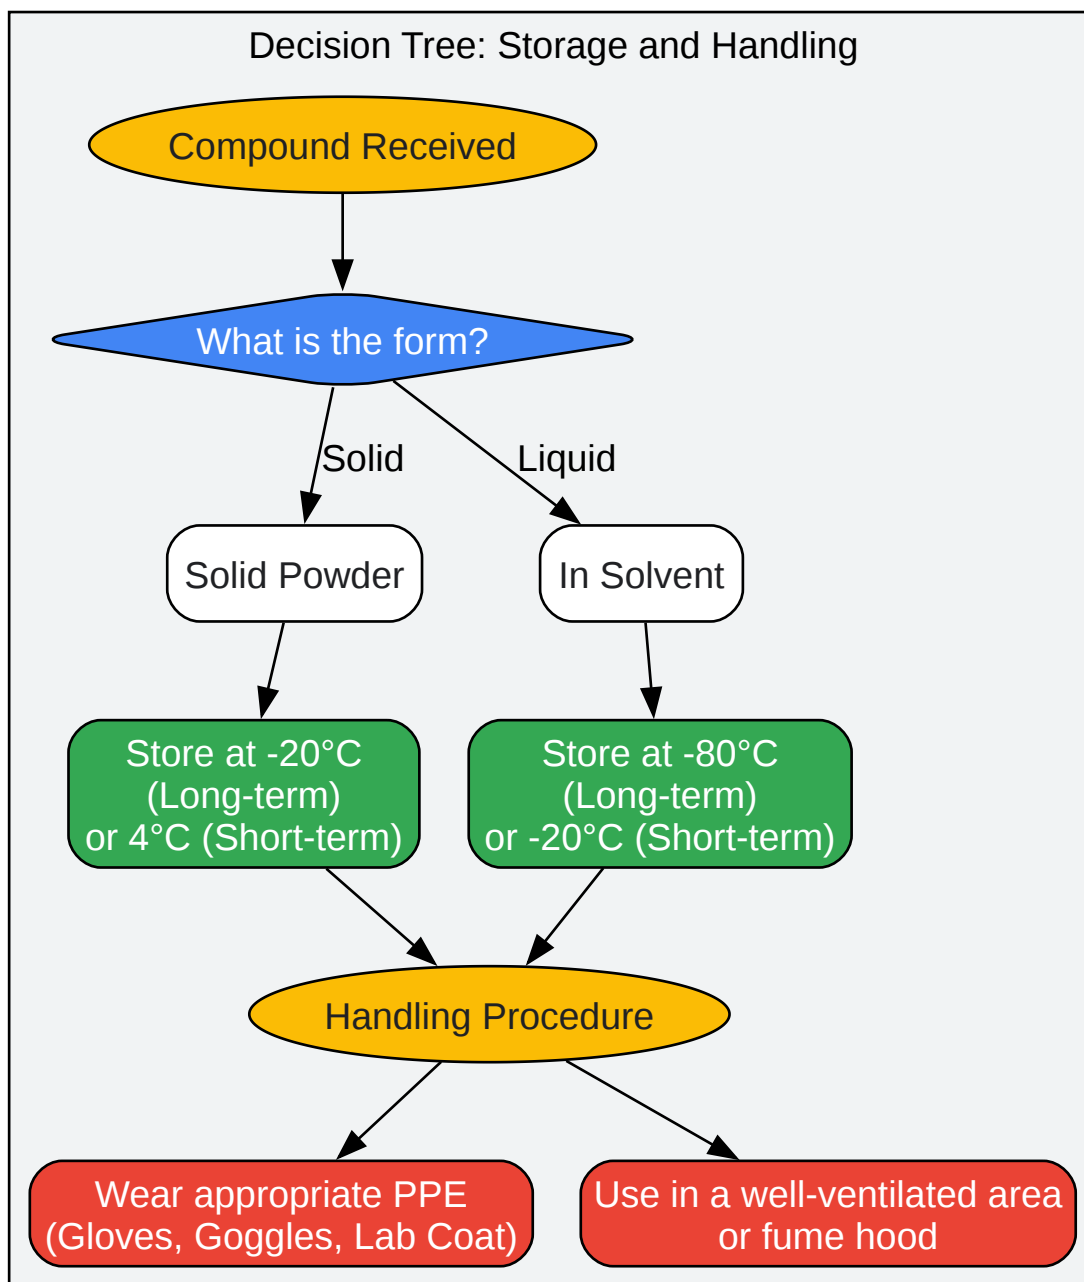 Decision Tree: Storage and Handling
Compound Received
What is the form?
Solid
Liquid
Solid Powder
In Solvent
Store at -20°C
(Long-term)
or 4°C (Short-term)
Store at -80°C
(Long-term)
or -20°C (Short-term)
Handling Procedure
Wear appropriate PPE
(Gloves, Goggles, Lab Coat)
Use in a well-ventilated area
or fume hood